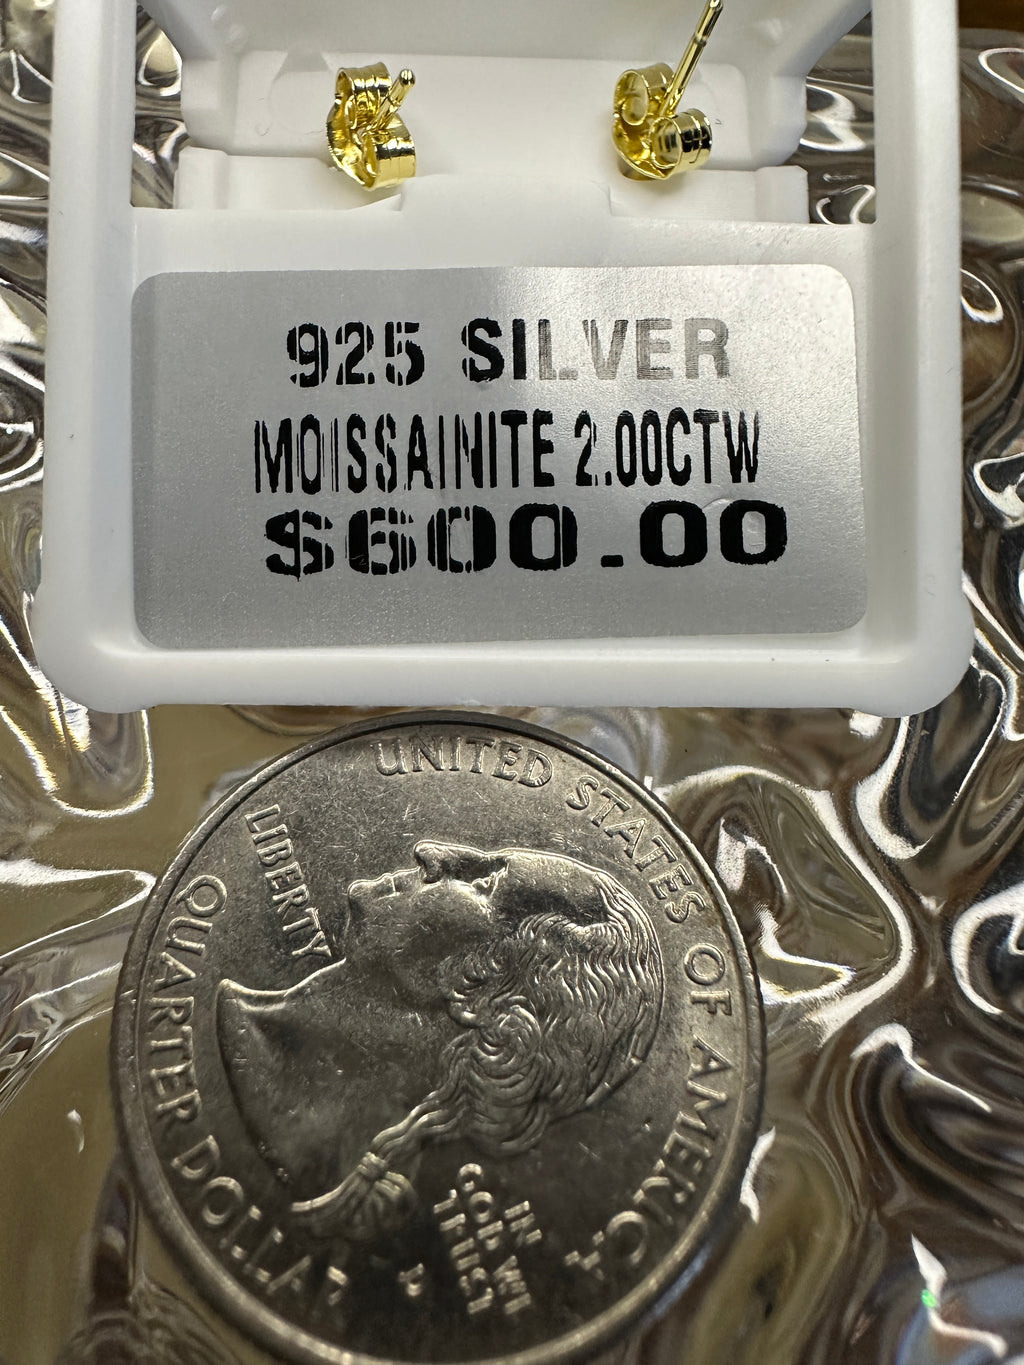 925 SILVER
MOISSAINITE 2.00CTW
$600.00
UNITED STATES OF AMERICA
LIBERTY
IN
GOD WE
TRUST
P
QUARTER DOLLAR